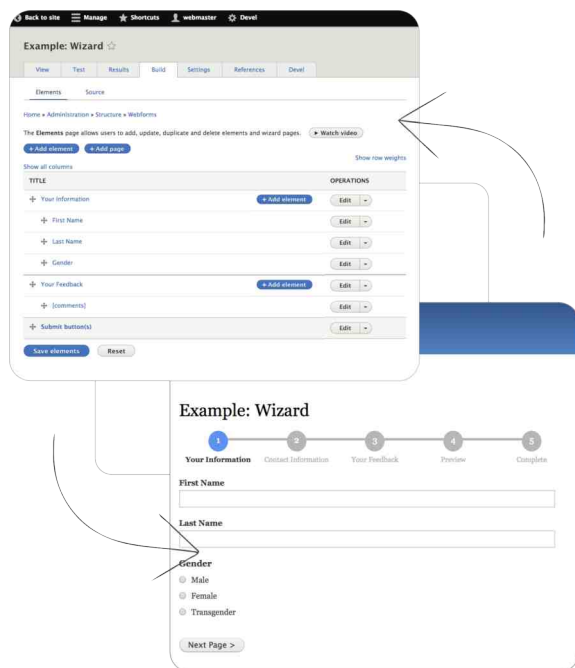 Back to site Manage Shortcuts webmaster Devel
Example: Wizard
View Test Results Build Settings References Devel
Elements Source
Home » Administration » Structure » Webforms
The Elements page allows users to add, update, duplicate and delete elements and wizard pages. Watch video
+ Add element + Add page
Show row weights
Show all columns
TITLE OPERATIONS
Your Information + Add element Edit
First Name Edit
Last Name Edit
Gender Edit
Your Feedback + Add element Edit
[comments] Edit
Submit button(s) Edit
Save elements Reset
Example: Wizard
1 2 3 4 5
Your Information Contact Information Your Feedback Preview Complete
First Name
Last Name
Gender
Male
Female
Transgender
Next Page >